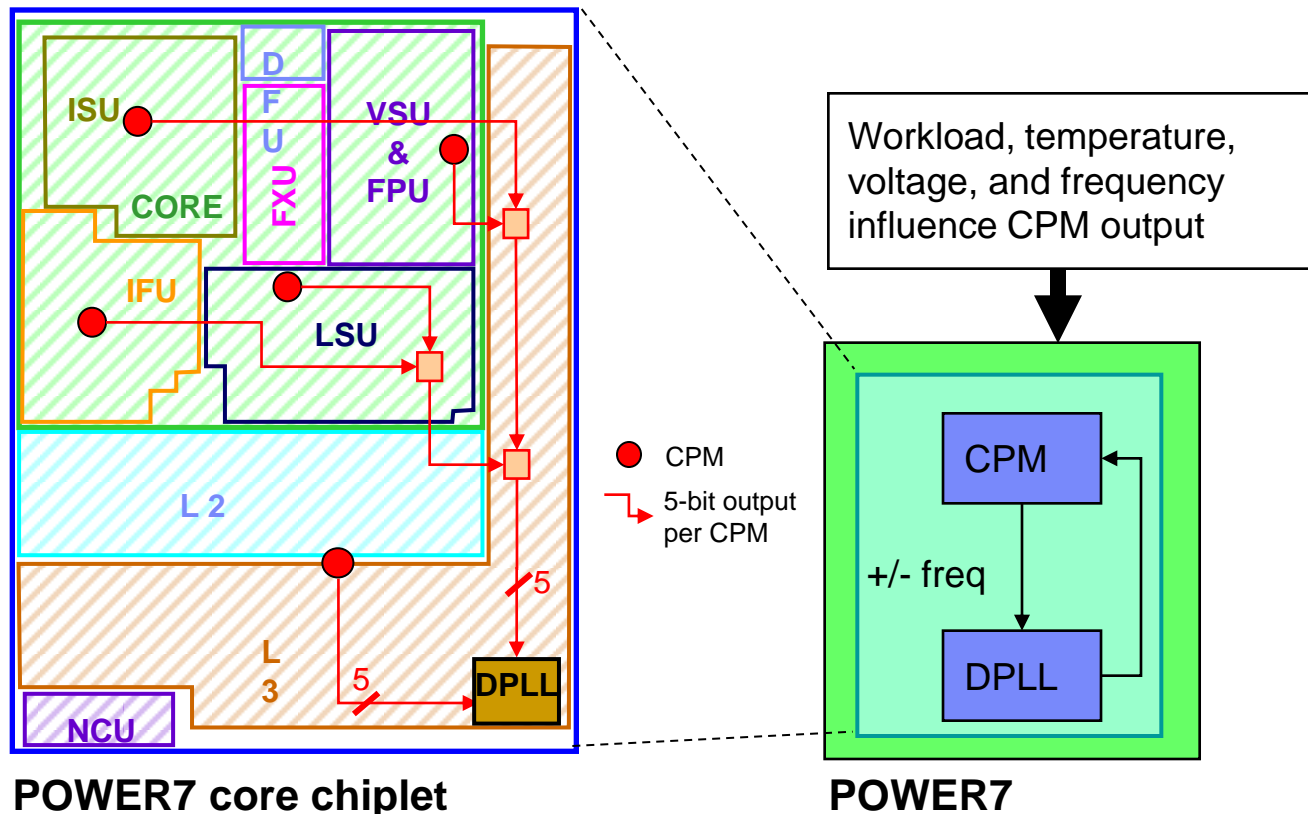 D
F
U
ISU
VSU
&
FPU
FXU
CORE
IFU
LSU
L 2
5
L
3
5
DPLL
NCU
POWER7 core chiplet
CPM
5-bit output
per CPM
Workload, temperature,
voltage, and frequency
influence CPM output
CPM
+/- freq
DPLL
POWER7